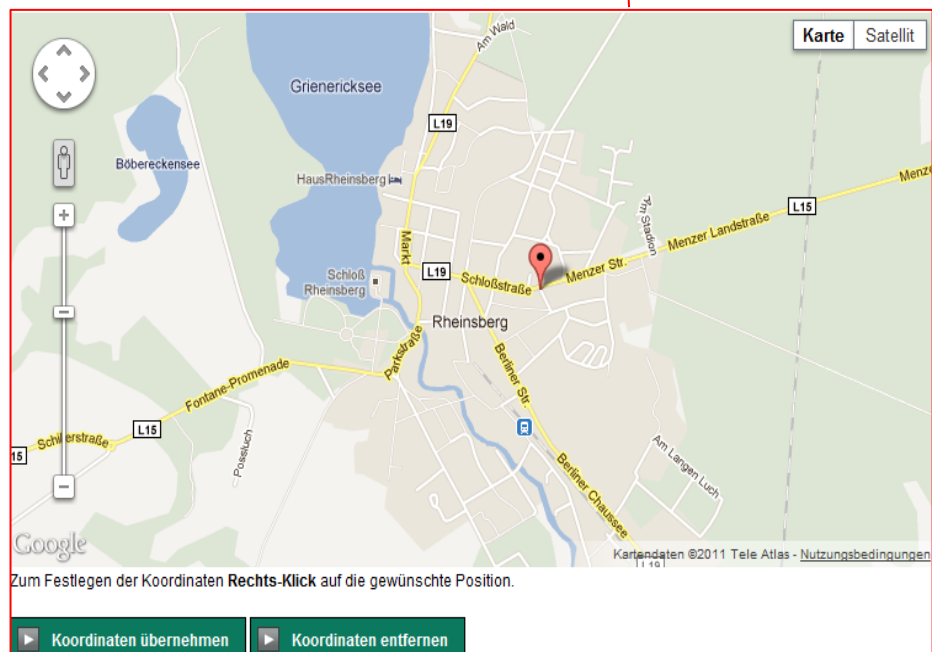 Karte
Satellit
Am Wald
Grienericksee
L19
Böbereckensee
HausRheinsberg
Menze
L15
Am Stadion
Menzer Landstraße
Markt
L19
Schloßstraße
Menzer Str.
Schloß
Rheinsberg
Rheinsberg
Parkstraße
Berliner Str.
Fontane-Promenade
L15
Schillerstraße
15
Possluch
Am Langen Luch
Berliner Chaussee
Google
Kartendaten ©2011 Tele Atlas - Nutzungsbedingungen
L19
Zum Festlegen der Koordinaten Rechts-Klick auf die gewünschte Position.
Koordinaten übernehmen
Koordinaten entfernen